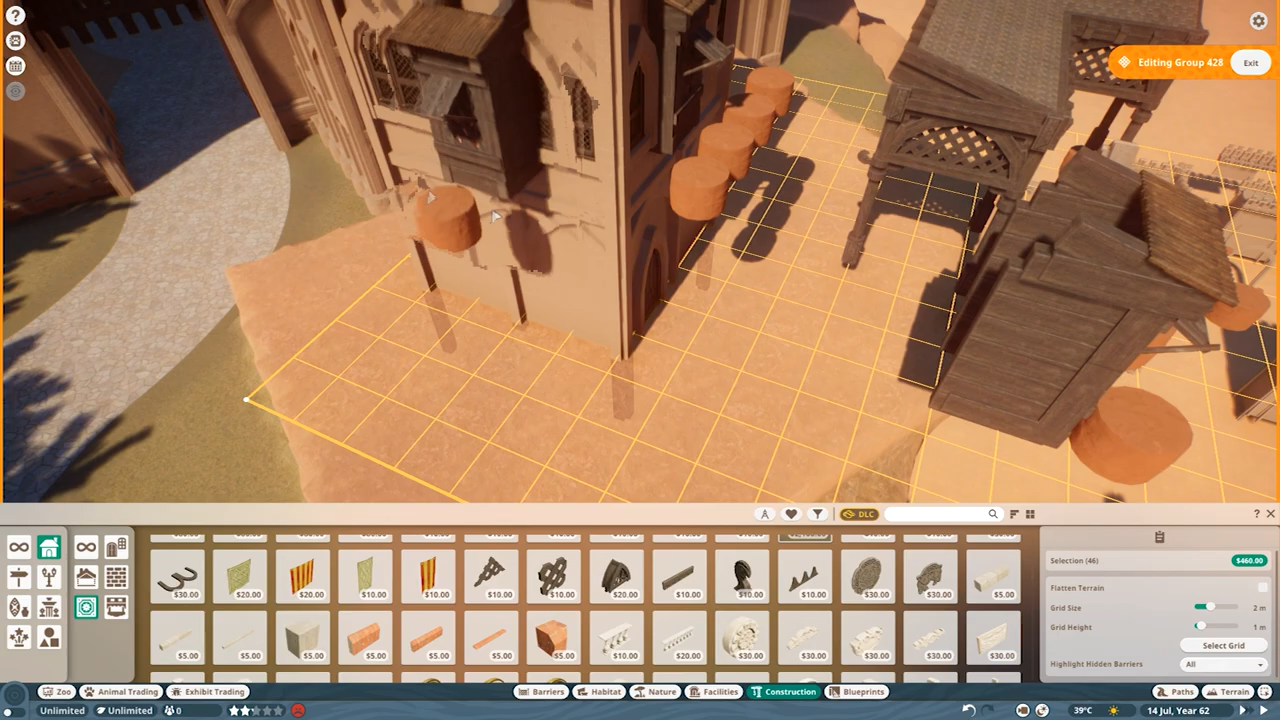 ?
Editing Group 428
Exit
DLC
?
$30.00
$20.00
$20.00
$10.00
$10.00
$10.00
$10.00
$20.00
$10.00
$10.00
$10.00
$30.00
$30.00
$5.00
$5.00
$5.00
$5.00
$5.00
$5.00
$5.00
$5.00
$10.00
$20.00
$30.00
$30.00
$30.00
$30.00
$30.00
Selection (46)
$460.00
Flatten Terrain
Grid Size
2 m
Grid Height
1 m
Select Grid
Highlight Hidden Barriers
All
Zoo
Animal Trading
Exhibit Trading
Barriers
Habitat
Nature
Facilities
Construction
Blueprints
Paths
Terrain
Unlimited
Unlimited
0
39°C
14 Jul, Year 62